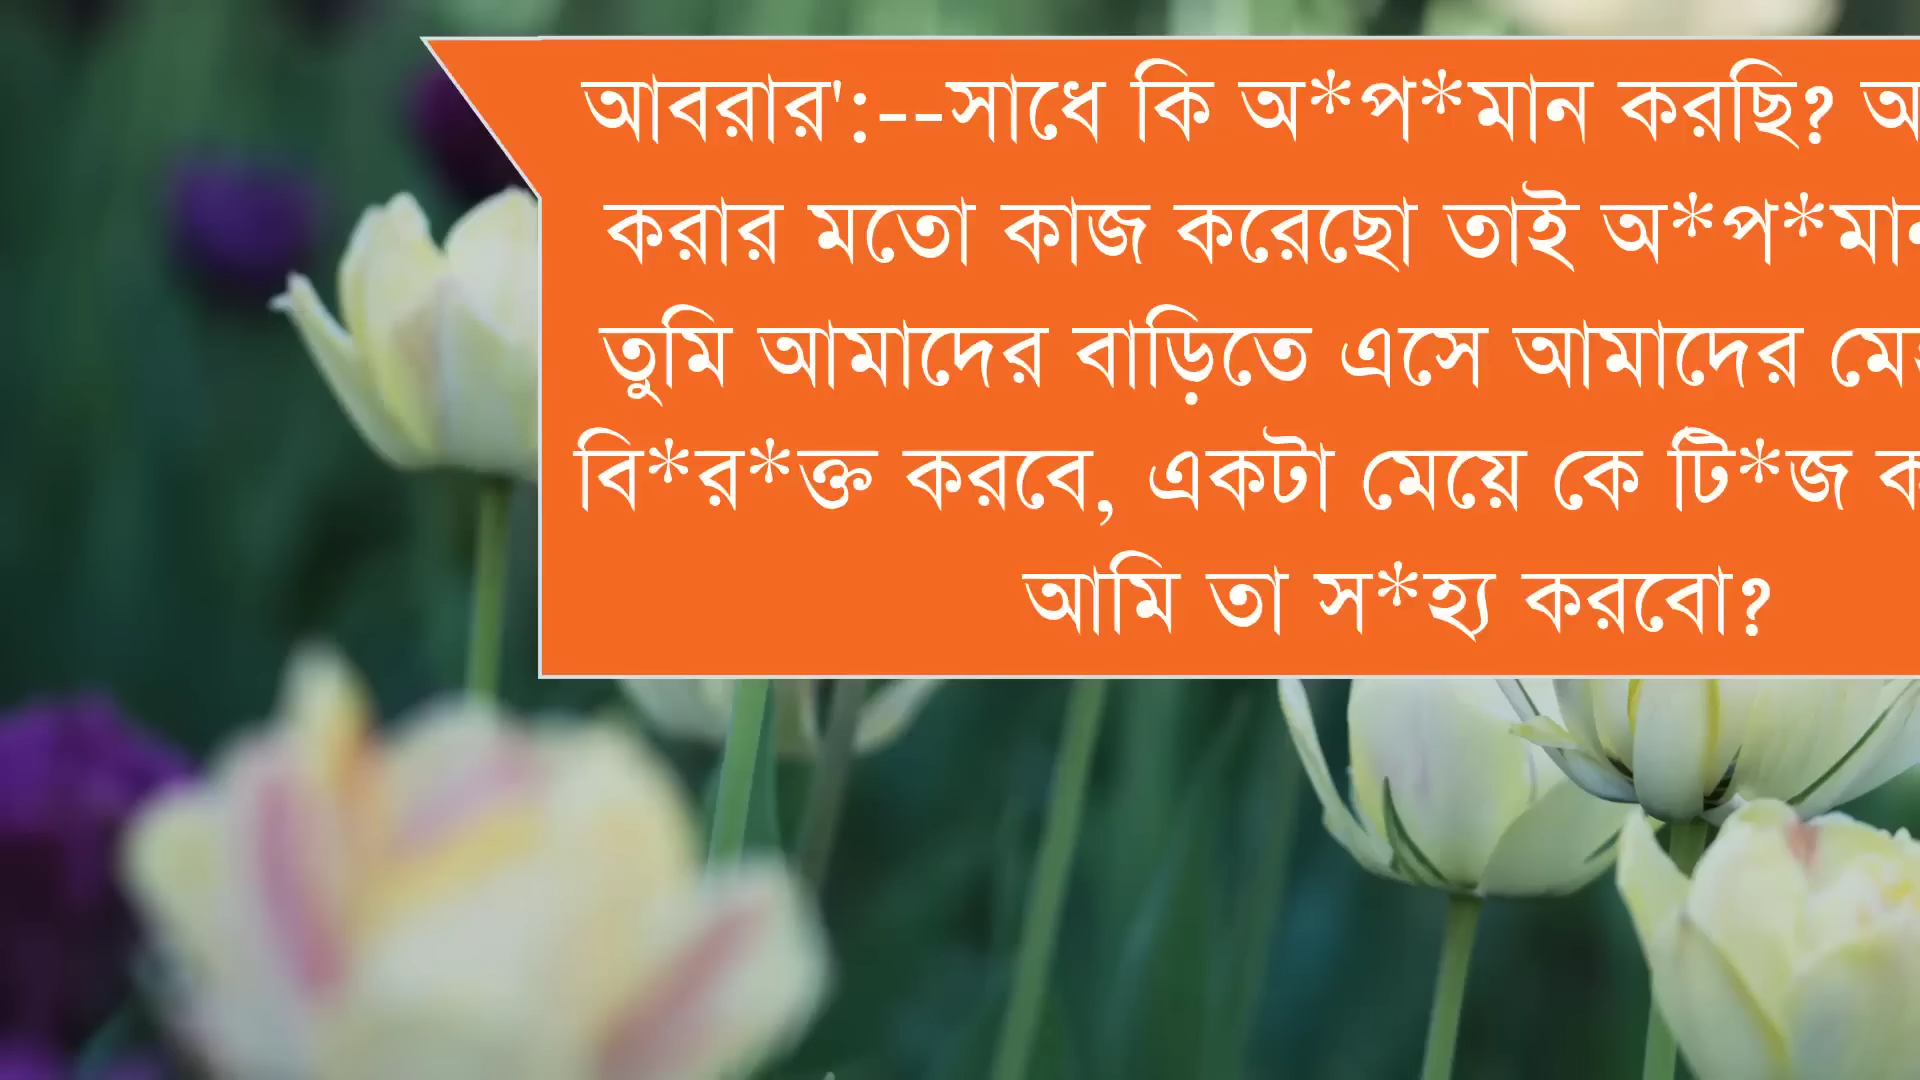 আবরার':--সাধে কি অ*প*মান করছি?
করার মতো কাজ করেছো তাই অ*প*মান
তুমি আমাদের বাড়িতে এসে আমাদের
বি*র*ক্ত করবে, একটা মেয়ে কে টি*জ
আমি তা স*হ্য করবো?